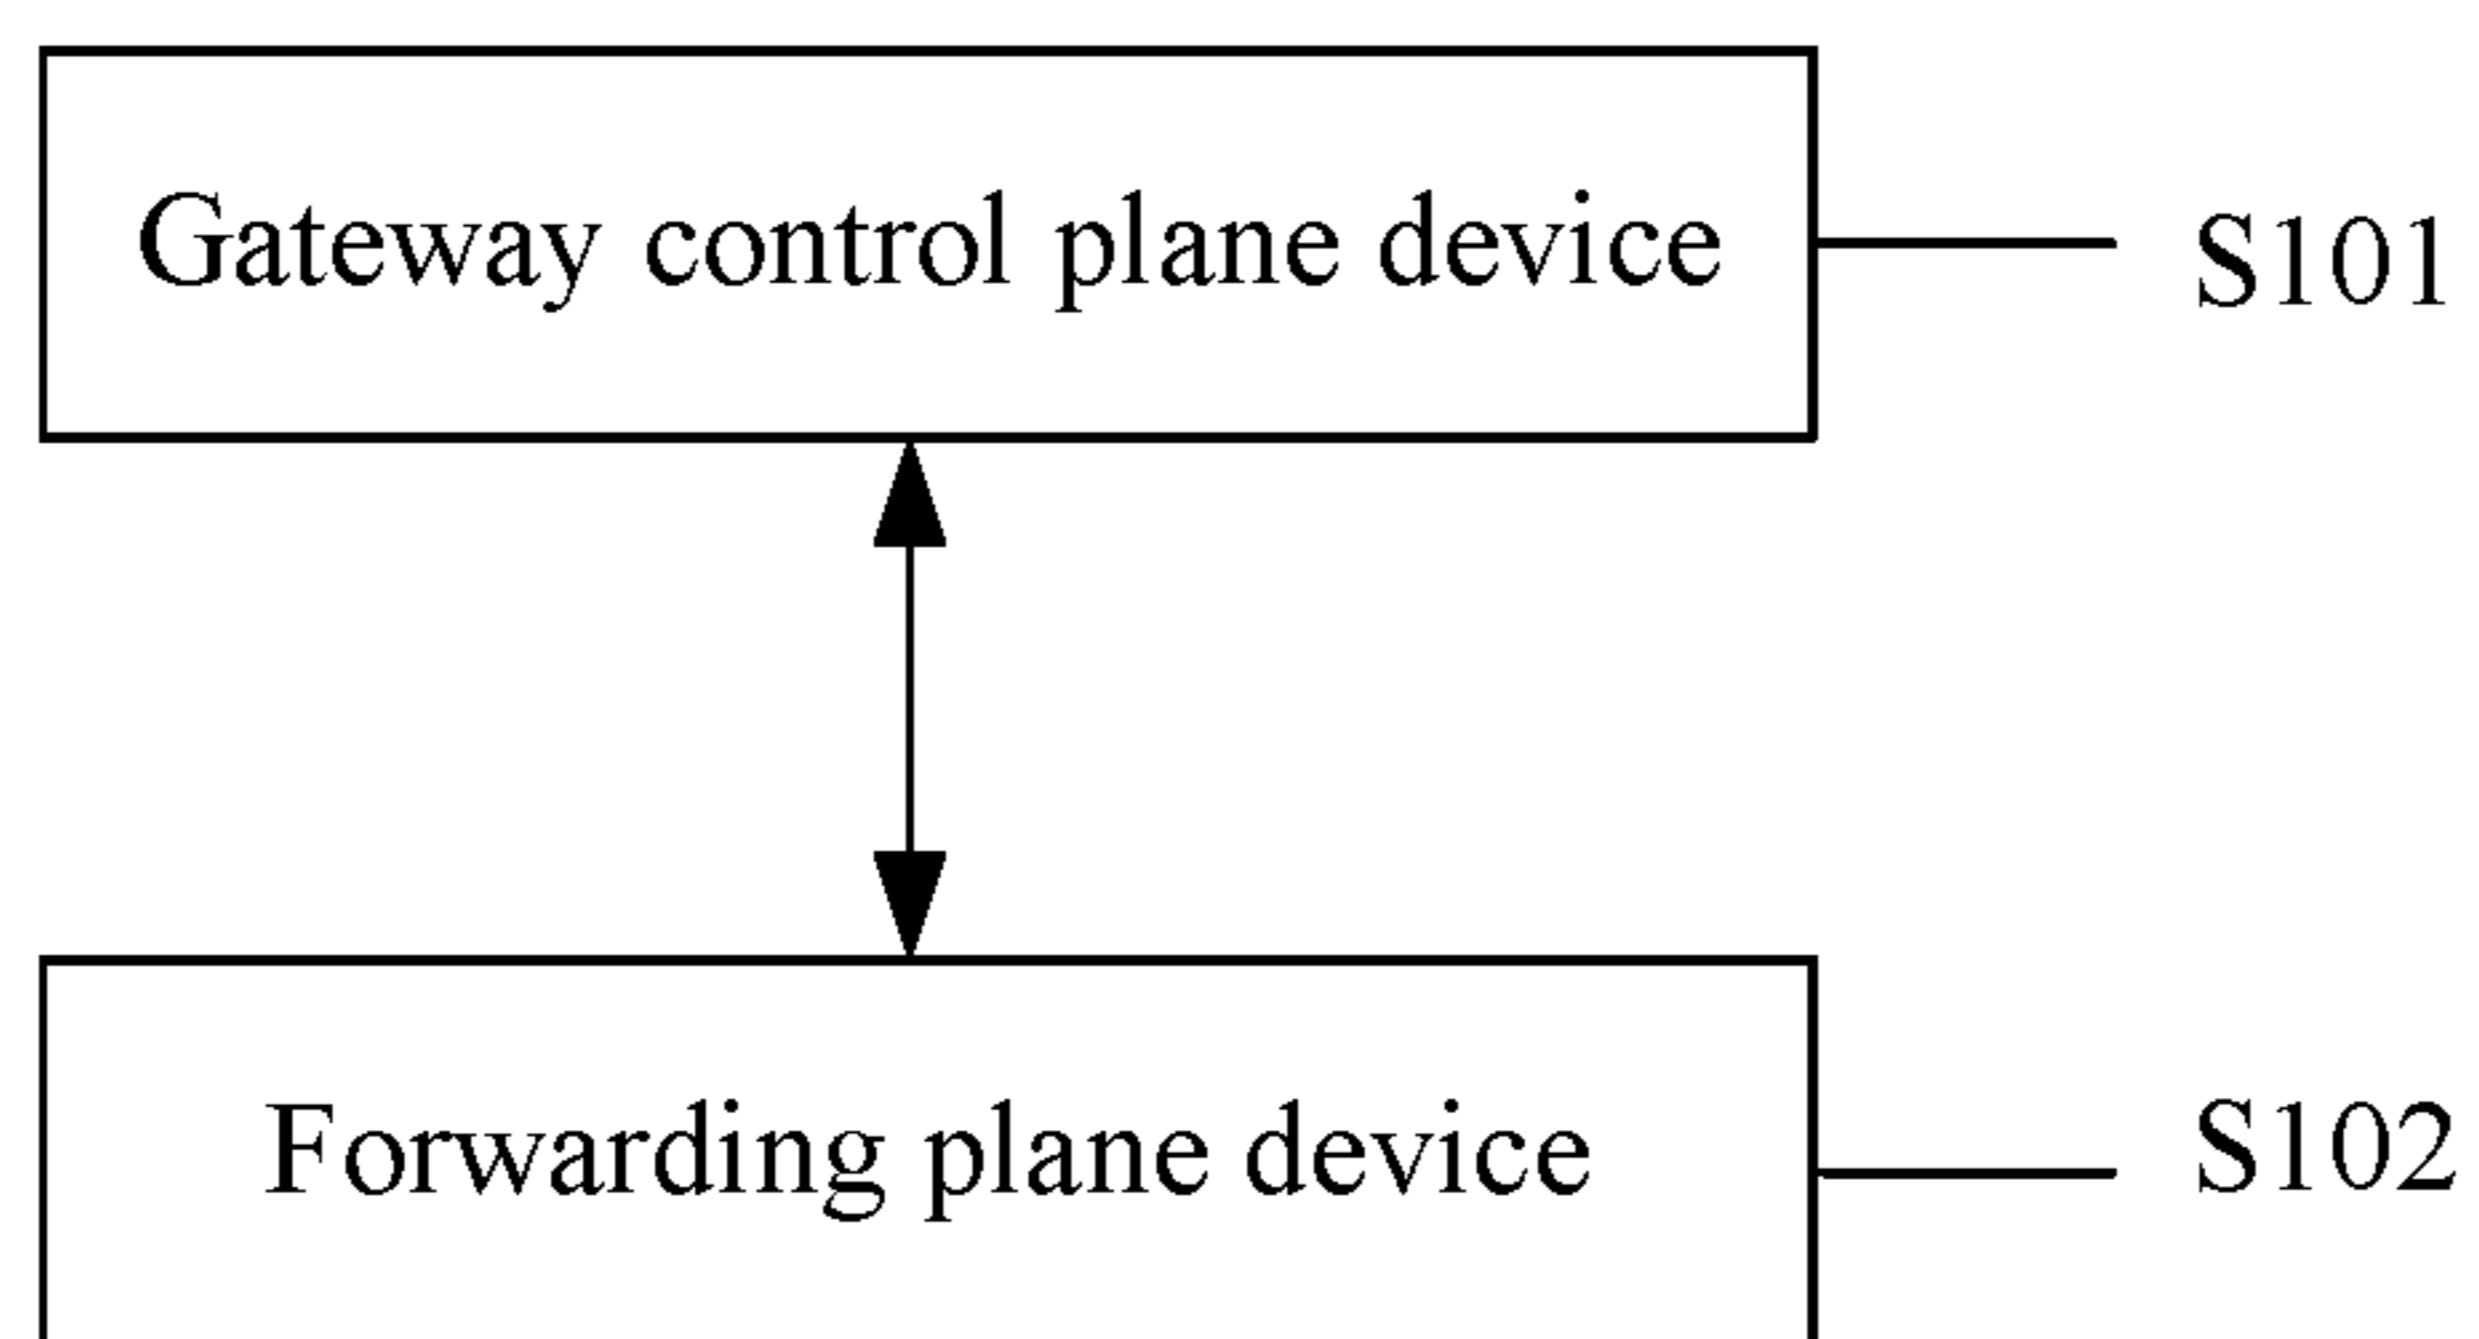 Gateway control plane device
S101
Forwarding plane device
S102